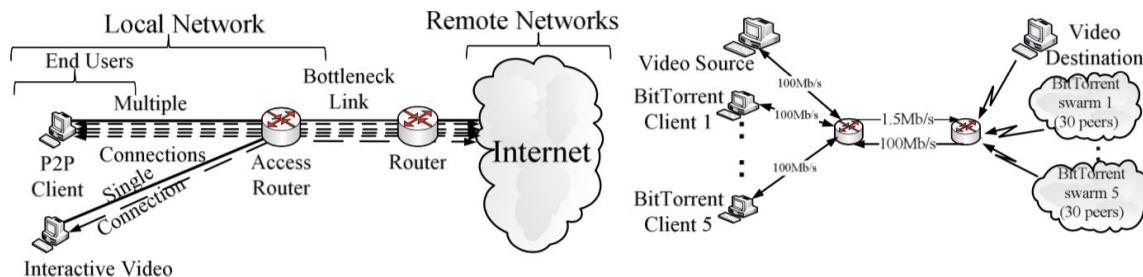 Local Network
Remote Networks
End Users
Bottleneck
Link
Multiple
Connections
P2P
Client
Access
Router
Router
Internet
Single
Connection
Interactive Video
Video Source
100Mb/s
BitTorrent
Client 1
100Mb/s
100Mb/s
BitTorrent
Client 5
1.5Mb/s
100Mb/s
Video
Destination
BitTorrent
swarm 1
(30 peers)
BitTorrent
swarm 5
(30 peers)